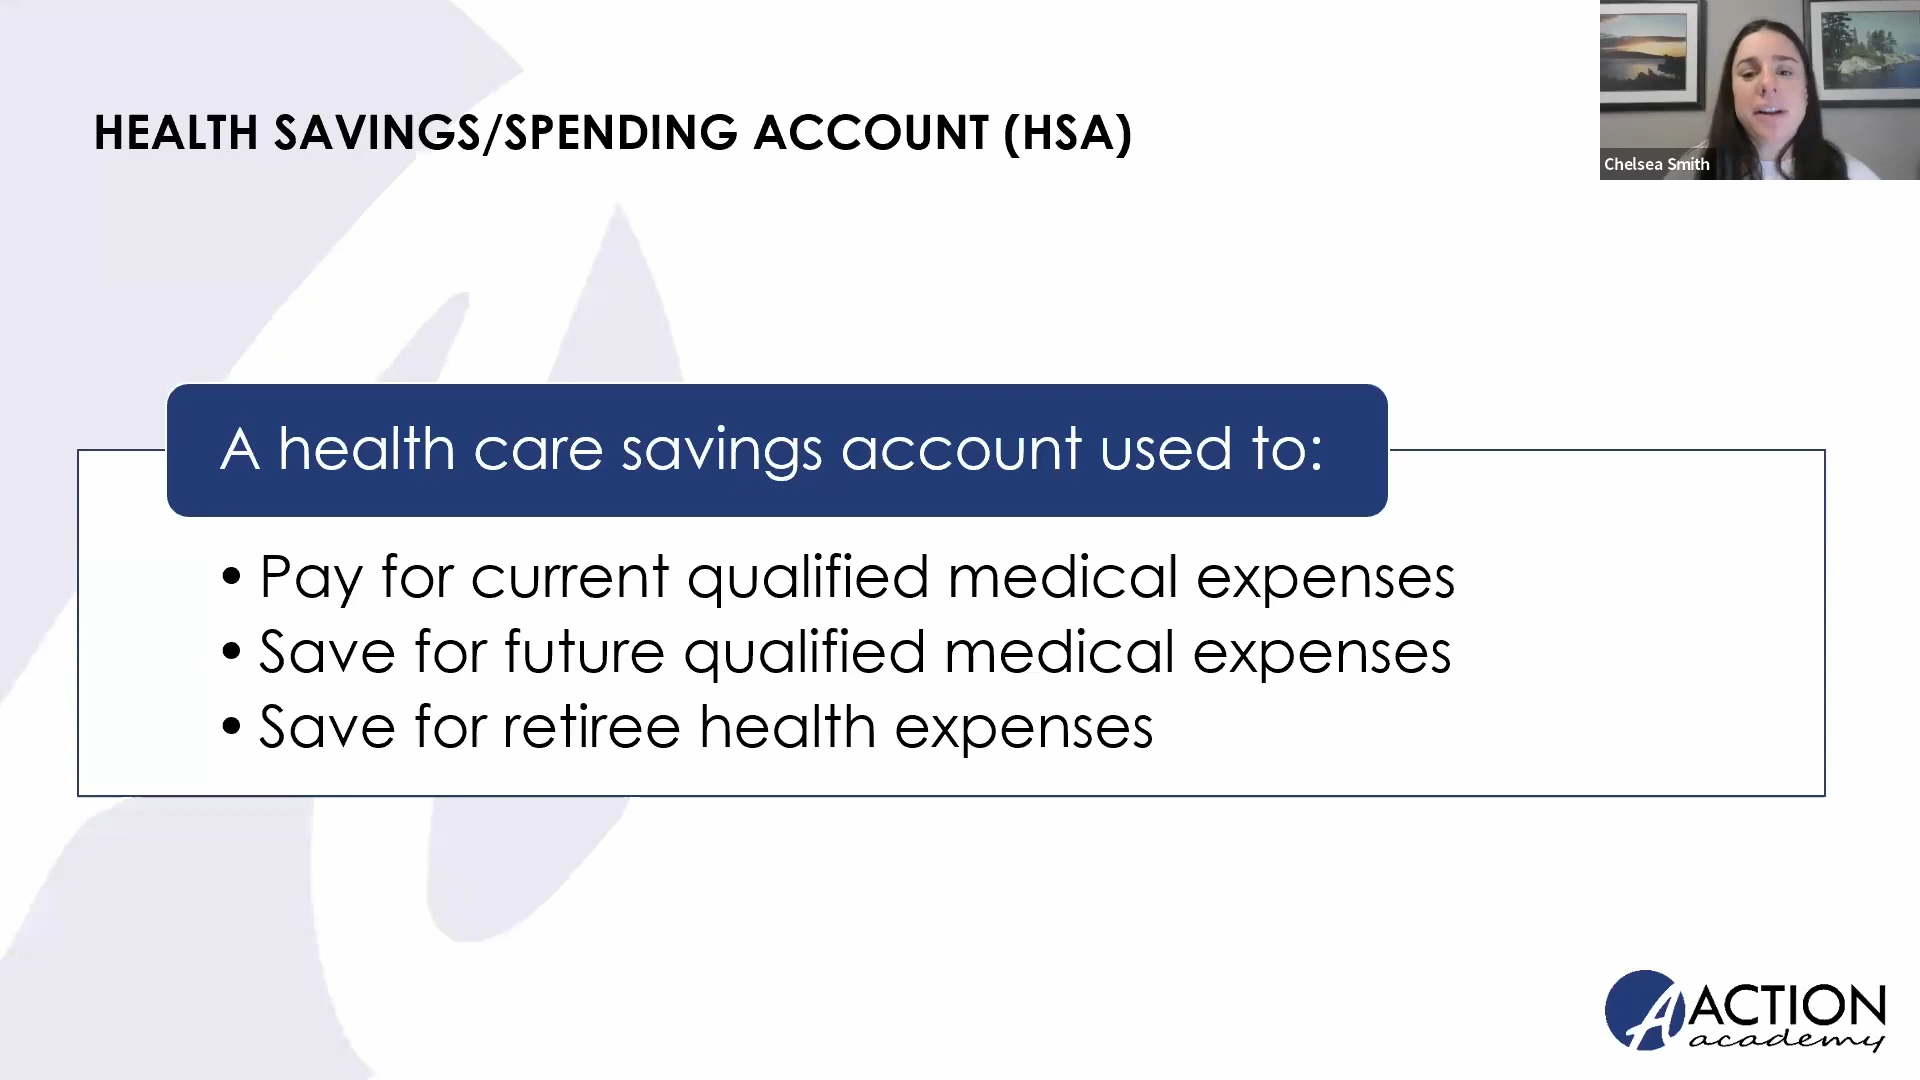 HEALTH SAVINGS/SPENDING ACCOUNT (HSA)
Chelsea Smith
A health care savings account used to:
• Pay for current qualified medical expenses
• Save for future qualified medical expenses
• Save for retiree health expenses
A ACTION
academy